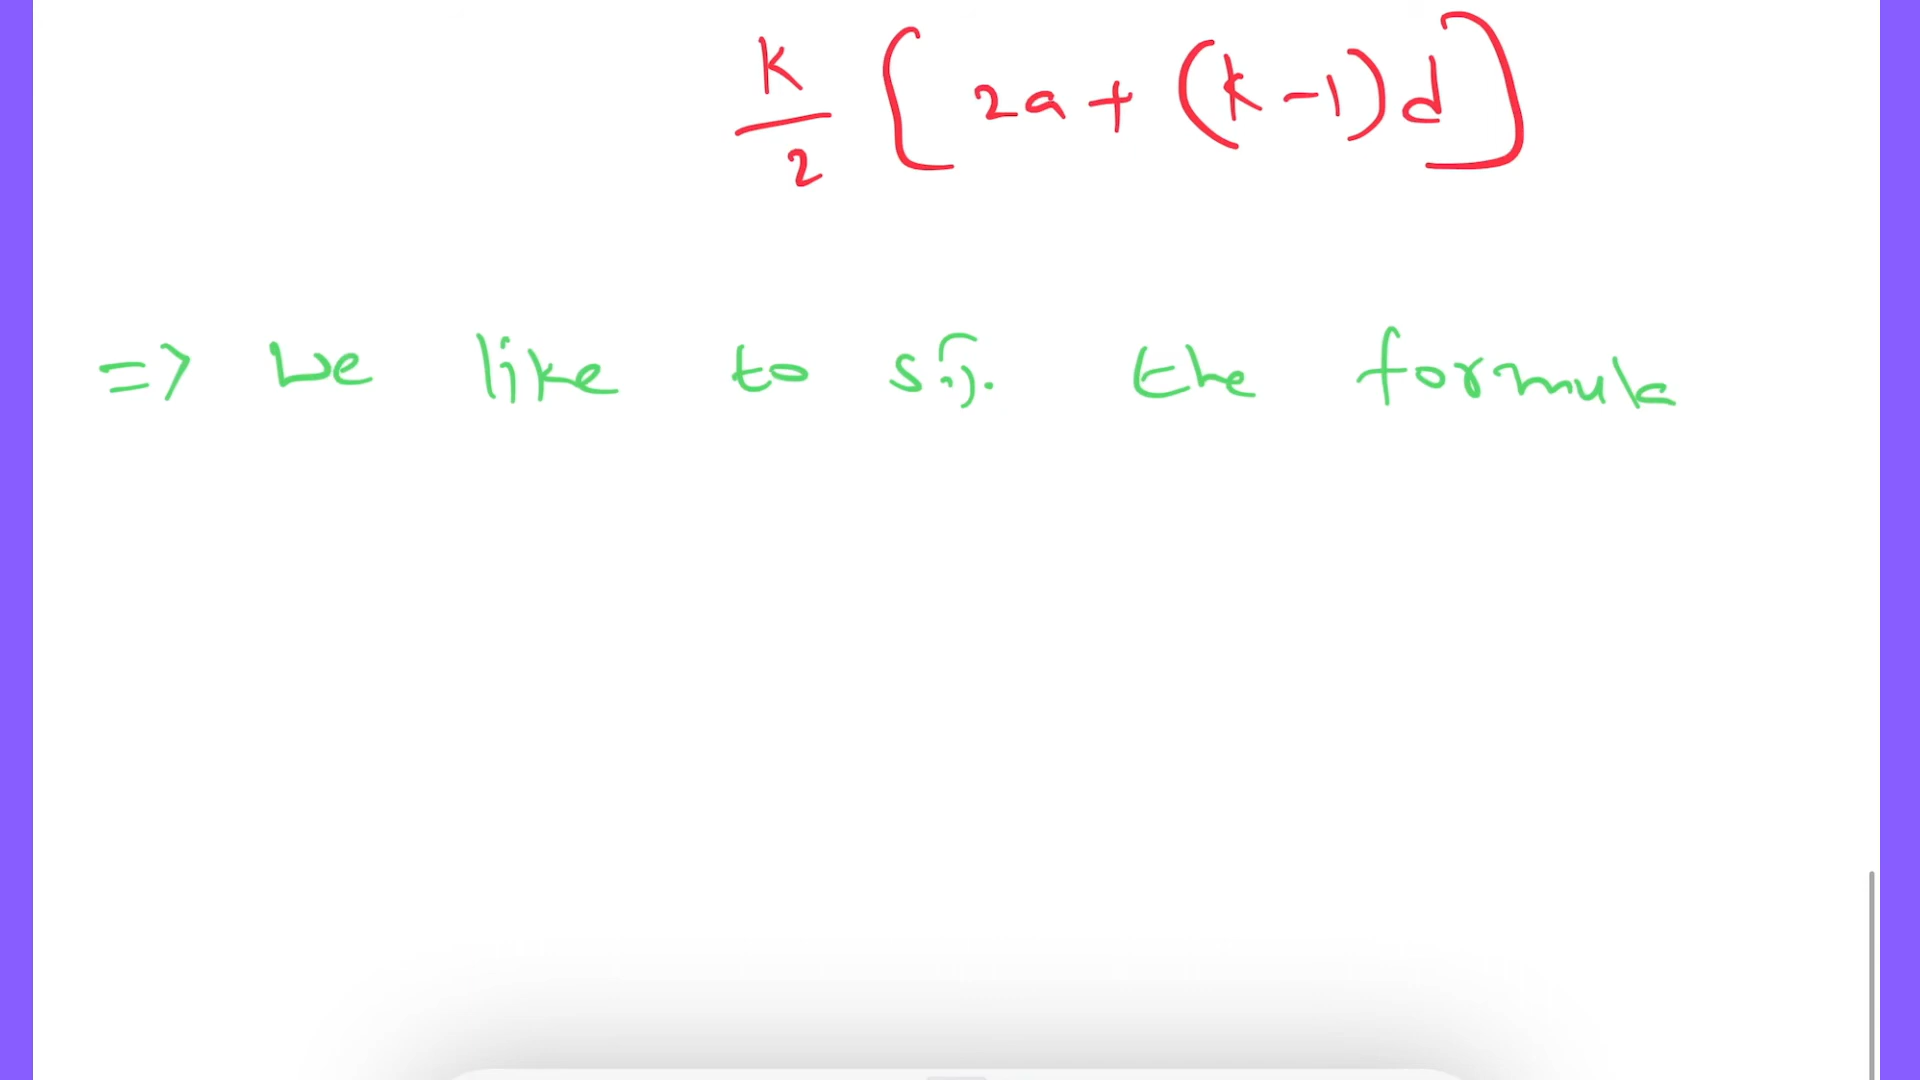 k/2 [2a + (k-1)d]
=> We like to the formula